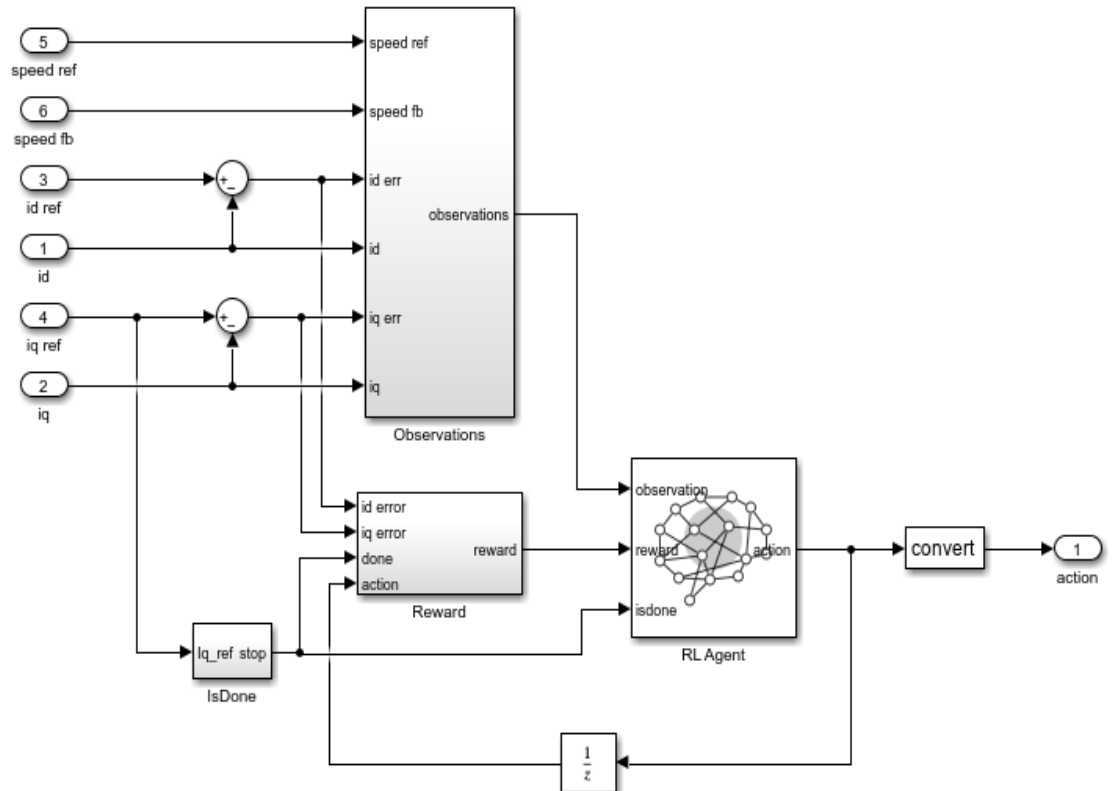 5
speed ref
6
speed fb
3
id ref
1
id
4
iq ref
2
iq
+
−
+
−
speed ref
speed fb
id err
id
iq err
iq
observations
Observations
id error
iq error
done
action
reward
Reward
Iq_ref stop
IsDone
observation
reward
isdone
action
RL Agent
convert
1
action
1
z